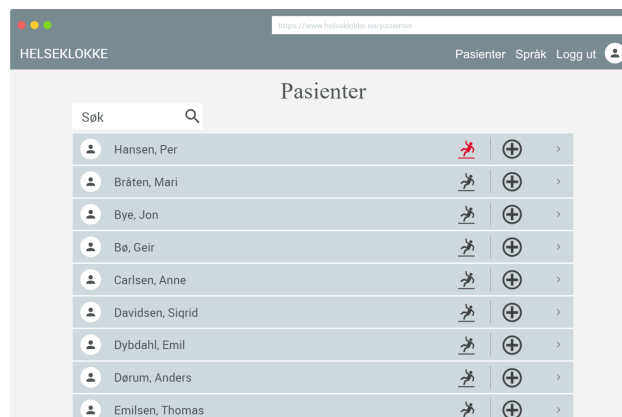 https://www.helseklokke.no/pasienter
HELSEKLOKKE
Pasienter Språk Logg ut
Pasienter
Søk
Hansen, Per
Bråten, Mari
Bye, Jon
Bø, Geir
Carlsen, Anne
Davidsen, Sigrid
Dybdahl, Emil
Dørum, Anders
Emilsen, Thomas